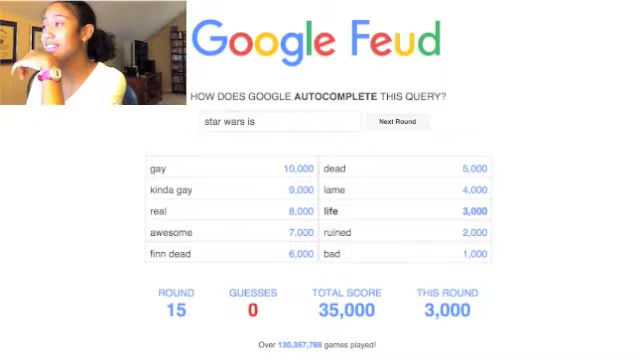 Google Feud
HOW DOES GOOGLE AUTOCOMPLETE THIS QUERY?
star wars is Next Round
gay 10,000 dead 5,000
kinda gay 9,000 lame 4,000
real 8,000 life 3,000
awesome 7,000 ruined 2,000
finn dead 6,000 bad 1,000
ROUND GUESSES TOTAL SCORE THIS ROUND
15 0 35,000 3,000
Over 130,357,788 games played!